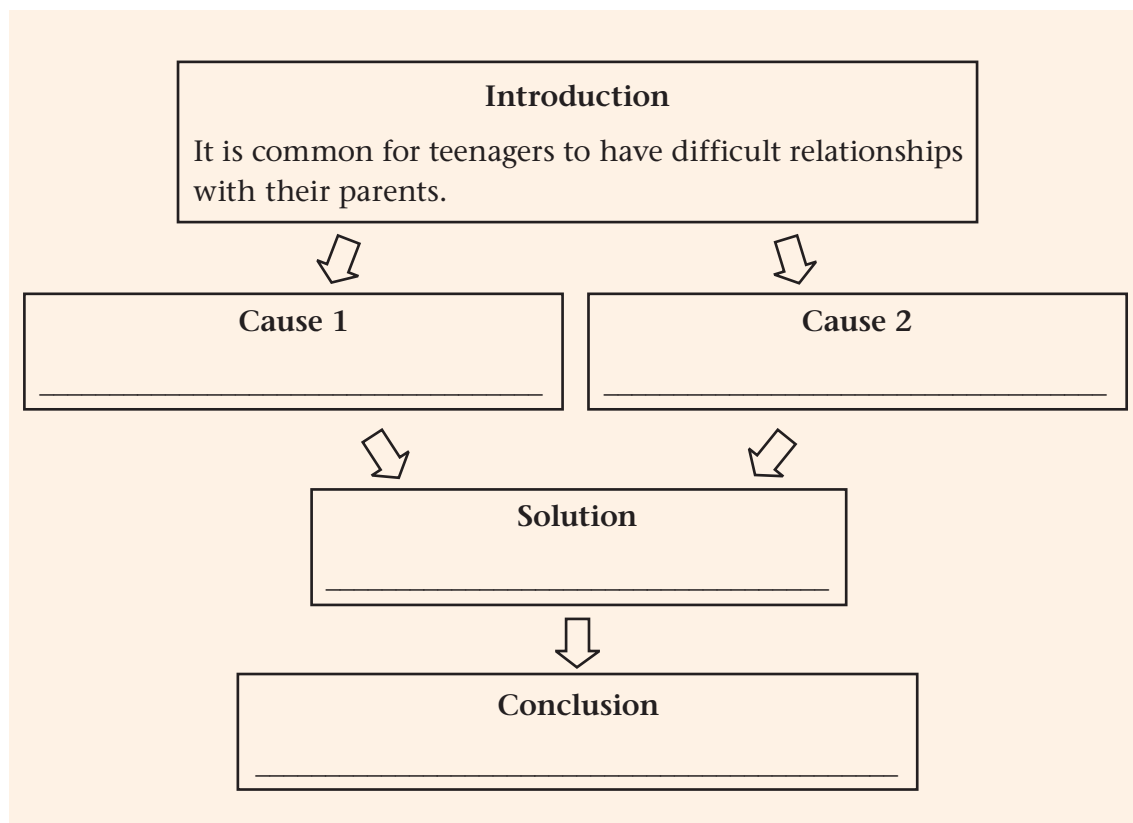 Introduction
It is common for teenagers to have difficult relationships
with their parents.
Cause 1
Cause 2
Solution
Conclusion